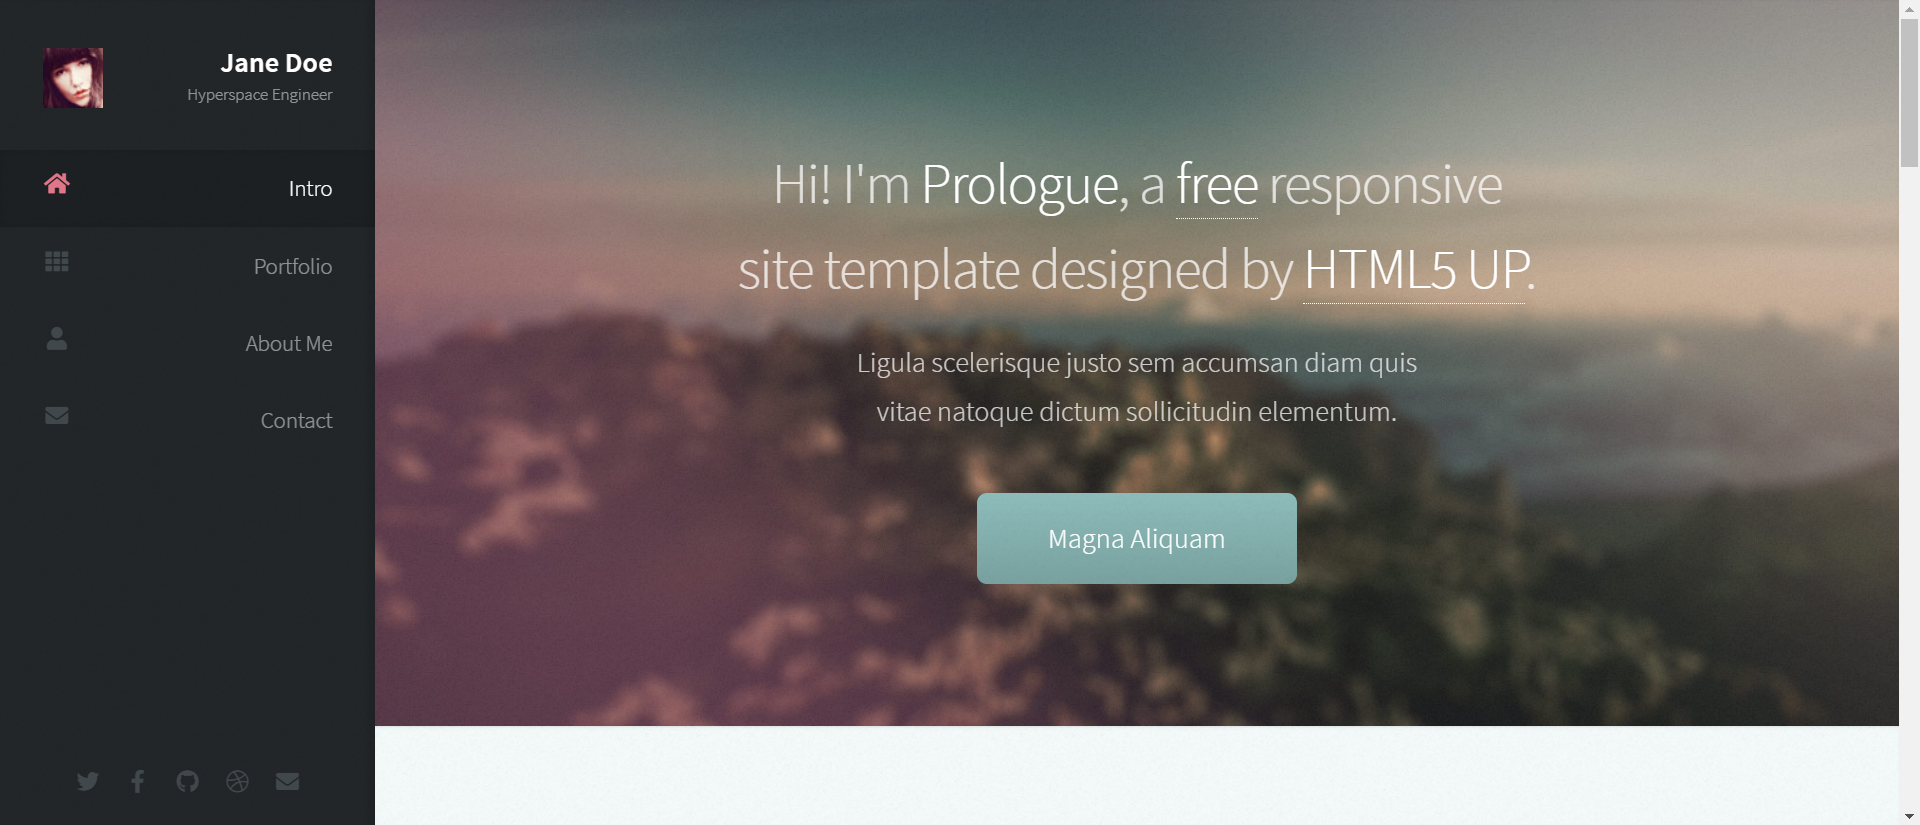 Jane Doe
Hyperspace Engineer
Intro
Portfolio
About Me
Contact
Hi! I'm Prologue, a free responsive
site template designed by HTML5 UP.
Ligula scelerisque justo sem accumsan diam quis
vitae natoque dictum sollicitudin elementum.
Magna Aliquam